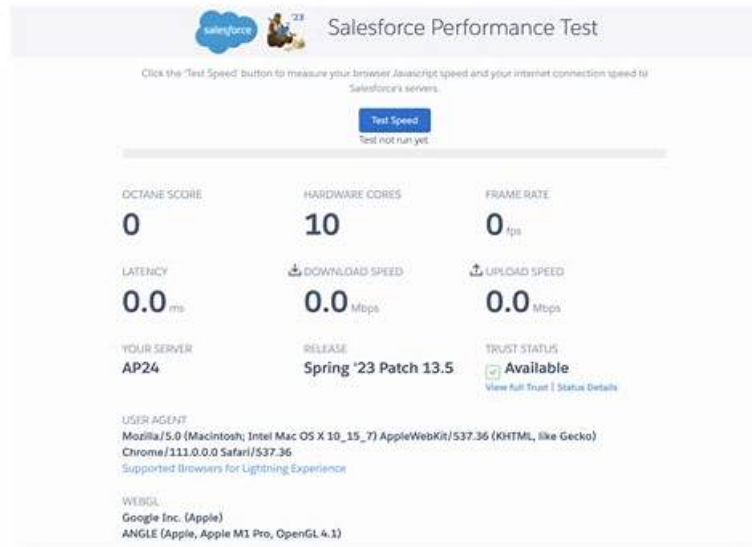 salesforce
'23
Salesforce Performance Test
Click the 'Test Speed' button to measure your browser Javascript speed and your internet connection speed to
Salesforce's servers.
Test Speed
Test not run yet
OCTANE SCORE
0
HARDWARE CORES
10
FRAME RATE
0 fps
LATENCY
0.0 ms
DOWNLOAD SPEED
0.0 Mbps
UPLOAD SPEED
0.0 Mbps
YOUR SERVER
AP24
RELEASE
Spring '23 Patch 13.5
TRUST STATUS
Available
View full Trust | Status Details
USER AGENT
Mozilla/5.0 (Macintosh; Intel Mac OS X 10_15_7) AppleWebKit/537.36 (KHTML, like Gecko)
Chrome/111.0.0.0 Safari/537.36
Supported Browsers for Lightning Experience
WEBGL
Google Inc. (Apple)
ANGLE (Apple, Apple M1 Pro, OpenGL 4.1)